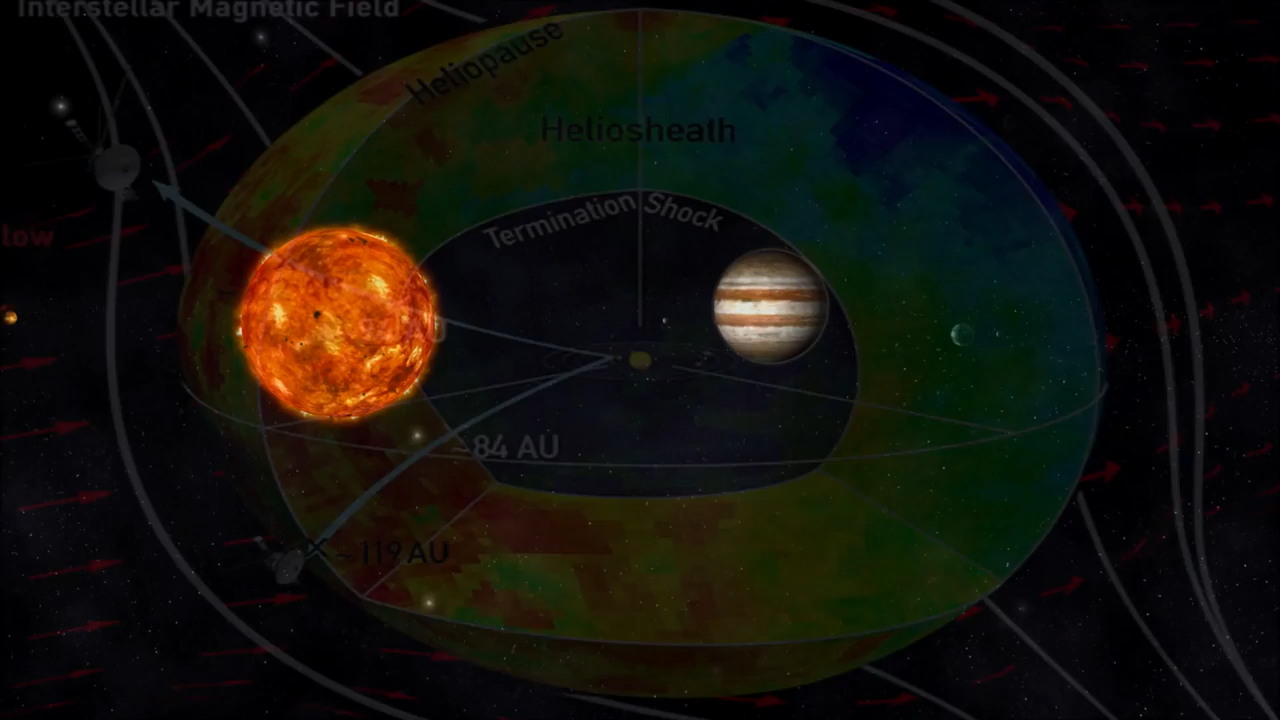 Interstellar Magnetic Field
Heliopause
Heliosheath
Termination Shock
low
~84 AU
~119 AU